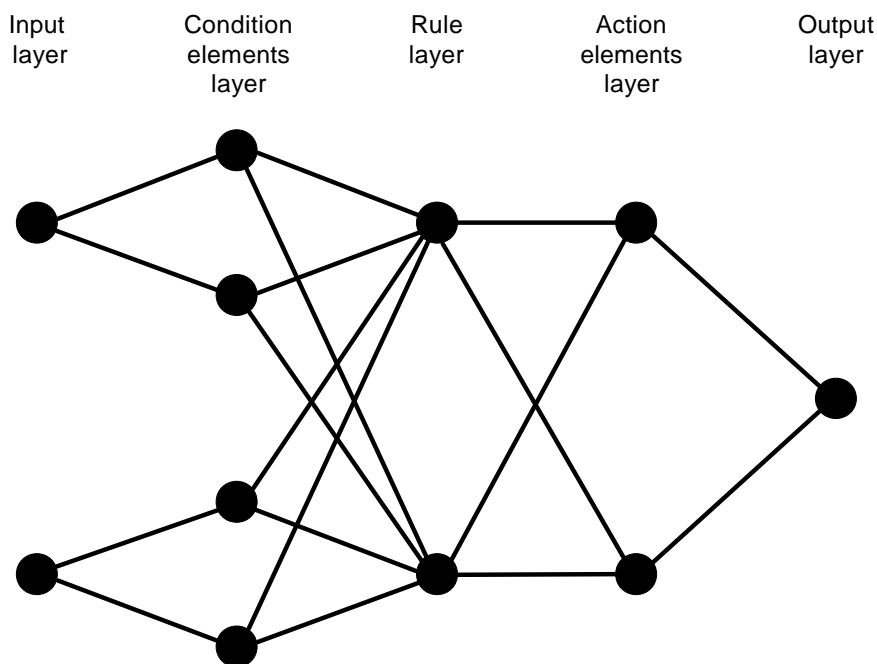 Input
layer
Condition
elements
layer
Rule
layer
Action
elements
layer
Output
layer